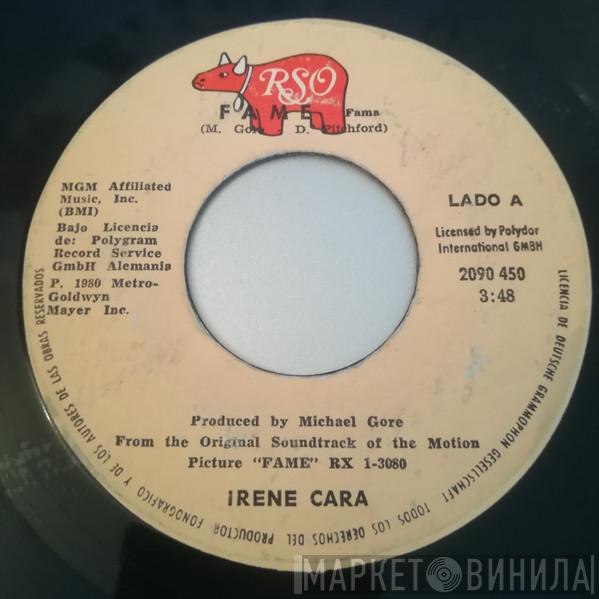 RSO
FAME Fama
(M. Gore D. Pitchford)
MGM Affiliated
Music, Inc.
(BMI)
Bajo Licencia
de: Polygram
Record Service
GmbH Alemania
P. 1980 Metro-
Goldwyn
Mayer Inc.
LADO A
Licensed by Polydor
International GMBH
2090 450
3:48
Produced by Michael Gore
From the Original Soundtrack of the Motion
Picture "FAME" RX 1-3080
IRENE CARA
LICENCIA DE DEUTSCHE GRAMMOPHON GESELLSCHAFT TODOS LOS DERECHOS DEL PRODUCTOR FONOGRAFICO Y DE LOS AUTORES DE LAS OBRAS RESERVADOS
МАРКЕТ ВИНИЛА